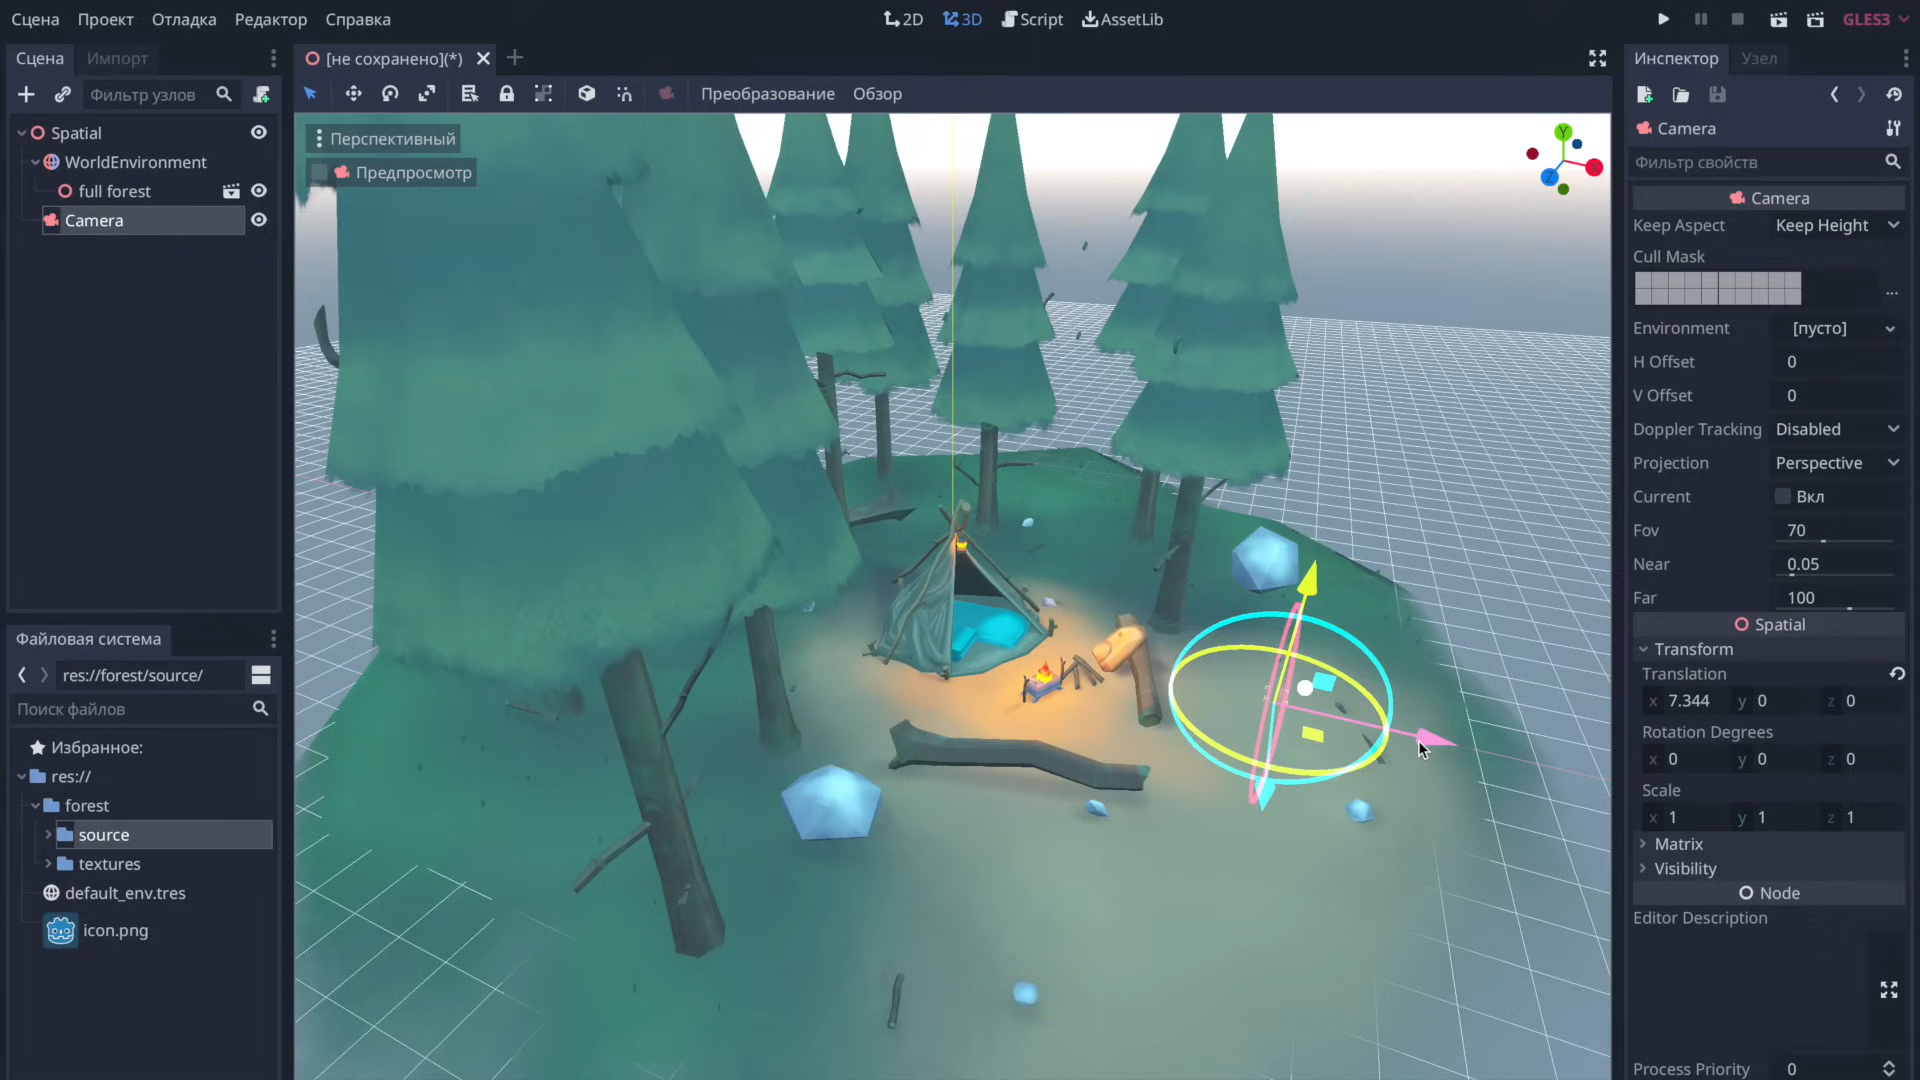 Сцена Проект Отладка Редактор Справка
2D 3D Script AssetLib
GLES3
Сцена Импорт
Фильтр узлов
Spatial
WorldEnvironment
full forest
Camera
[не сохранено](*)
Преобразование Обзор
Перспективный
Предпросмотр
Y
X
Z
Файловая система
res://forest/source/
Поиск файлов
Избранное:
res://
forest
source
textures
default_env.tres
icon.png
Инспектор Узел
Camera
Фильтр свойств
Camera
Keep Aspect Keep Height
Cull Mask
...
Environment [пусто]
H Offset 0
V Offset 0
Doppler Tracking Disabled
Projection Perspective
Current Вкл
Fov 70
Near 0.05
Far 100
Spatial
Transform
Translation
x 7.344 y 0 z 0
Rotation Degrees
x 0 y 0 z 0
Scale
x 1 y 1 z 1
Matrix
Visibility
Node
Editor Description
Process Priority 0